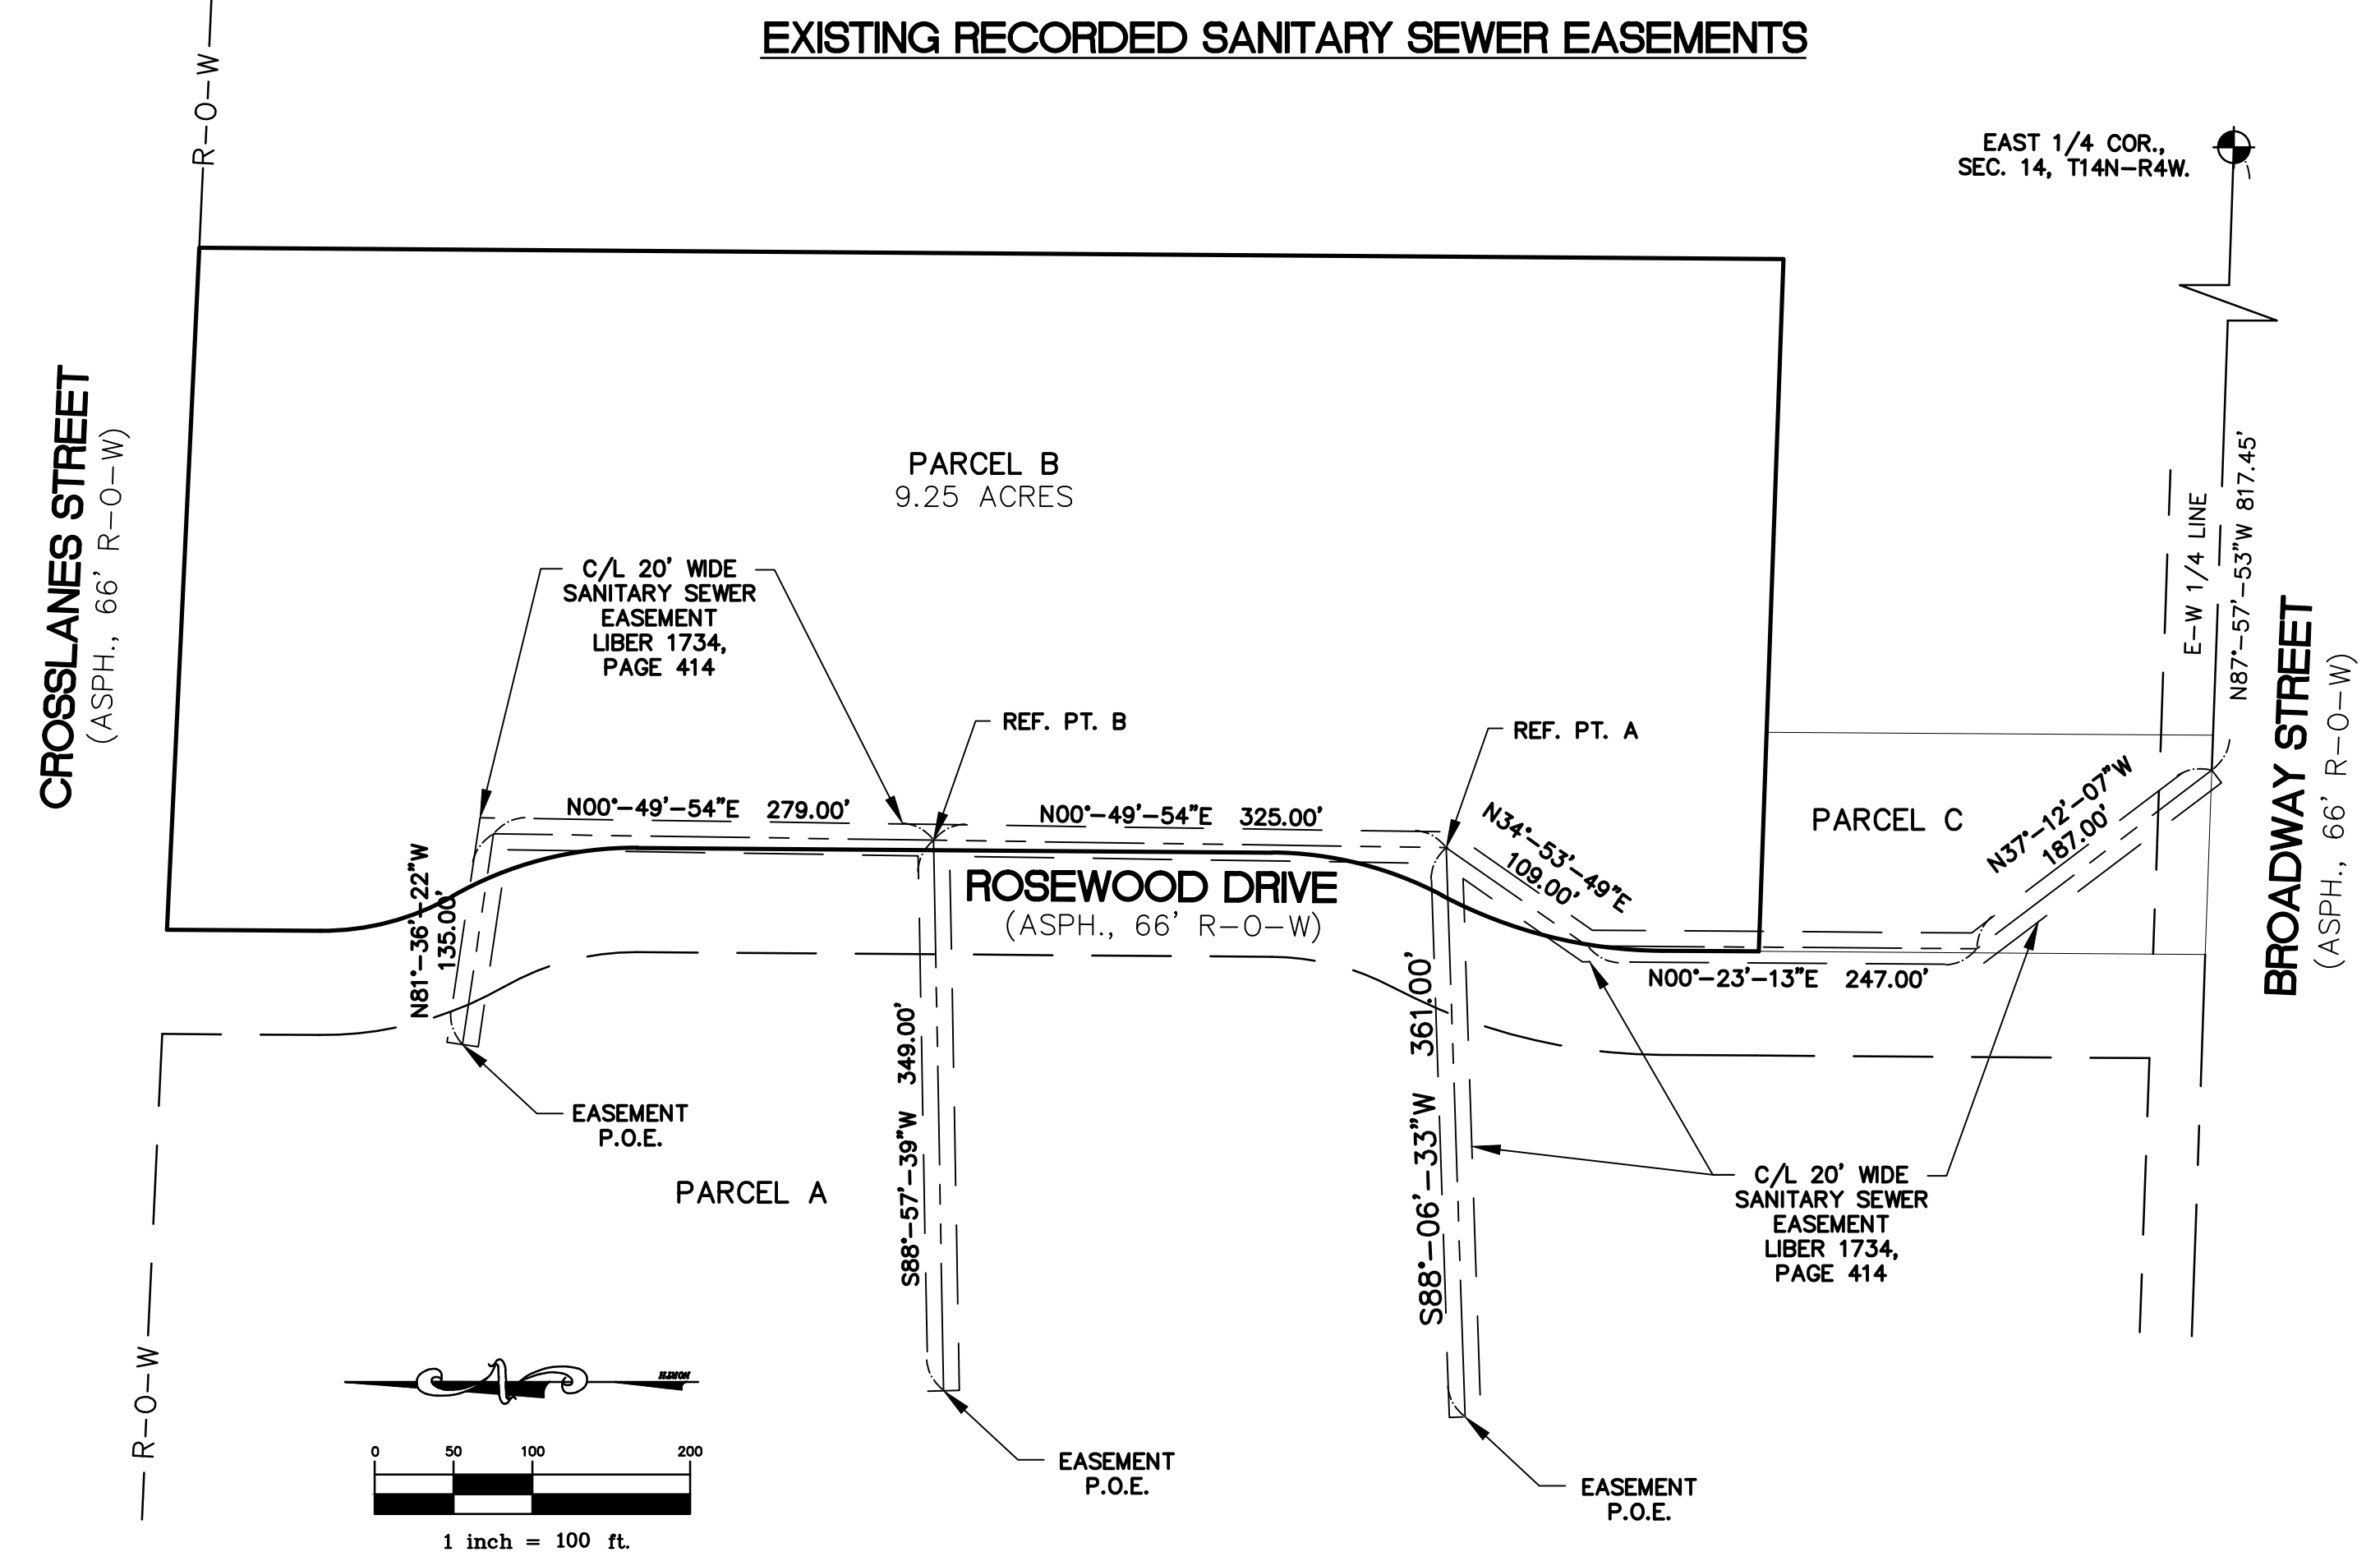 EXISTING RECORDED SANITARY SEWER EASEMENTS
R-O-W
EAST 1/4 COR.,
SEC. 14, T14N-R4W.
CROSSLANES STREET
(ASPH., 66' R-O-W)
PARCEL B
9.25 ACRES
C/L 20' WIDE
SANITARY SEWER
EASEMENT
LIBER 1734,
PAGE 414
REF. PT. B
REF. PT. A
E-W 1/4 LINE
N87°-57'-53"W 817.45'
BROADWAY STREET
(ASPH., 66' R-O-W)
N00°-49'-54"E 279.00'
N00°-49'-54"E 325.00'
N34°-53'-49"E
109.00'
PARCEL C
N37°-12'-07"W
187.00'
N81°-36'-22"W
135.00'
ROSEWOOD DRIVE
(ASPH., 66' R-O-W)
N00°-23'-13"E 247.00'
S88°-57'-39"W 349.00'
S88°-06'-33"W 361.00'
EASEMENT
P.O.E.
PARCEL A
C/L 20' WIDE
SANITARY SEWER
EASEMENT
LIBER 1734,
PAGE 414
R-O-W
NORTH
0 50 100 200
1 inch = 100 ft.
EASEMENT
P.O.E.
EASEMENT
P.O.E.